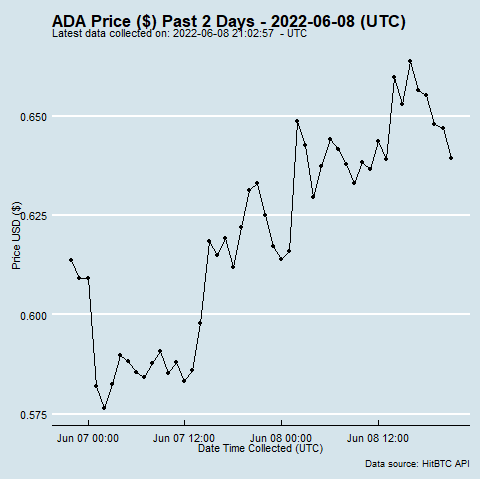 ADA Price ($) Past 2 Days - 2022-06-08 (UTC)
Latest data collected on: 2022-06-08 21:02:57 - UTC
0.650
0.625
0.600
0.575
Price USD ($)
Jun 07 00:00 Jun 07 12:00 Jun 08 00:00 Jun 08 12:00
Date Time Collected (UTC)
Data source: HitBTC API